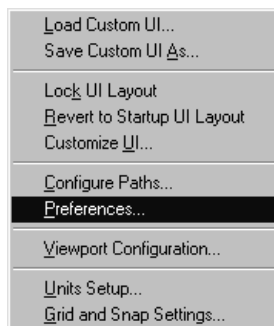 Load Custom UI...
Save Custom UI As...
Lock UI Layout
Revert to Startup UI Layout
Customize UI...
Configure Paths...
Preferences...
Viewport Configuration...
Units Setup...
Grid and Snap Settings...